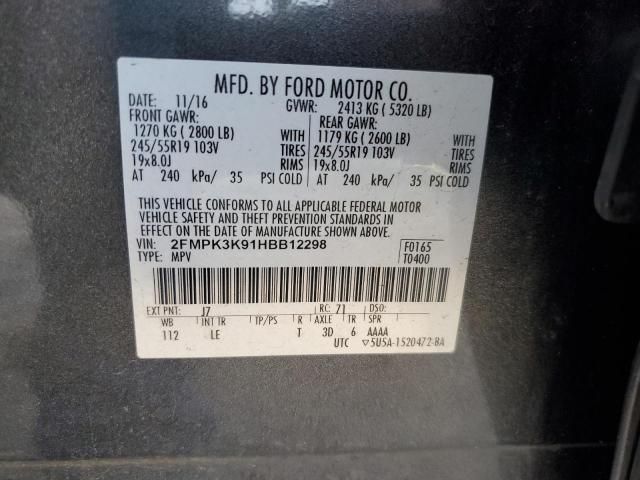 MFD. BY FORD MOTOR CO.
DATE: 11/16 GVWR: 2413 KG ( 5320 LB)
FRONT GAWR: REAR GAWR:
1270 KG ( 2800 LB) WITH 1179 KG ( 2600 LB) WITH
245/55R19 103V TIRES 245/55R19 103V TIRES
19x8.0J RIMS 19x8.0J RIMS
AT 240 kPa/ 35 PSI COLD AT 240 kPa/ 35 PSI COLD
THIS VEHICLE CONFORMS TO ALL APPLICABLE FEDERAL MOTOR
VEHICLE SAFETY AND THEFT PREVENTION STANDARDS IN
EFFECT ON THE DATE OF MANUFACTURE SHOWN ABOVE.
VIN: 2FMPK3K91HBB12298 F0165
TYPE: MPV T0400
EXT PNT: J7 RC: 71 DSO:
WB INT TR TP/PS R AXLE TR SPR
112 LE T 3D 6 AAAA
UTC ▽5U5A-1520472-BA